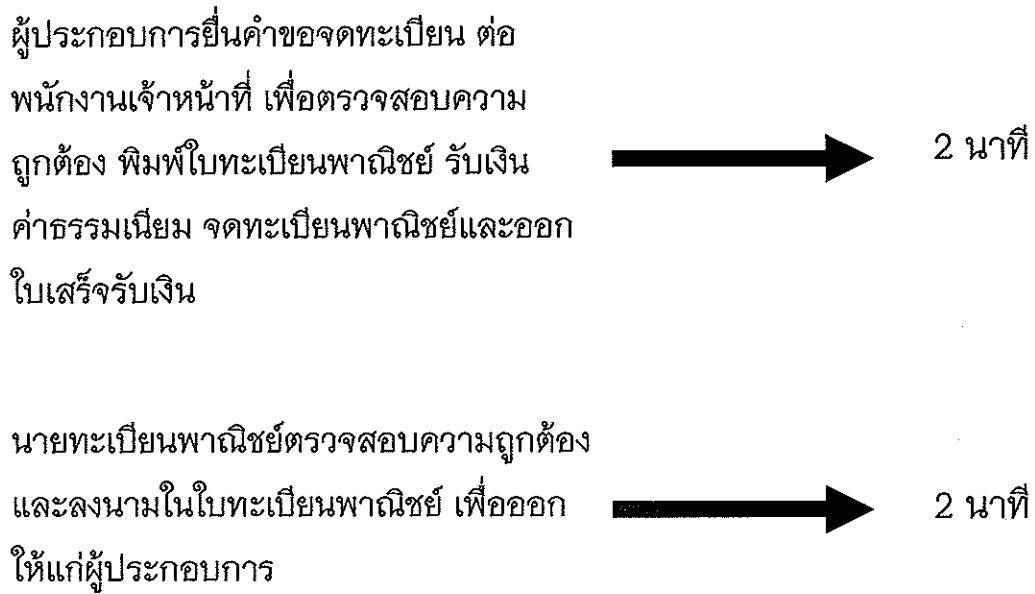 ผู้ประกอบการยื่นคำขอจดทะเบียน ต่อ
พนักงานเจ้าหน้าที่ เพื่อตรวจสอบความ
ถูกต้อง พิมพ์ใบทะเบียนพาณิชย์ รับเงิน
ค่าธรรมเนียม จดทะเบียนพาณิชย์และออก
ใบเสร็จรับเงิน
2 นาที
นายทะเบียนพาณิชย์ตรวจสอบความถูกต้อง
และลงนามในใบทะเบียนพาณิชย์ เพื่อออก
ให้แก่ผู้ประกอบการ
2 นาที